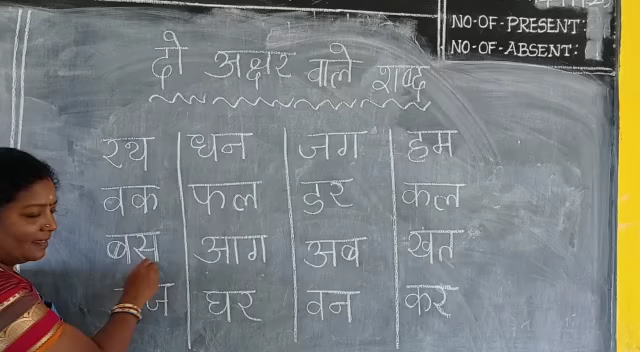 NO-OF-PRESENT:
NO-OF-ABSENT:
दो अक्षर वाले शब्द
रथ धन जग हम
बक फल डर कल
बस आग अब खत
घर वन कर